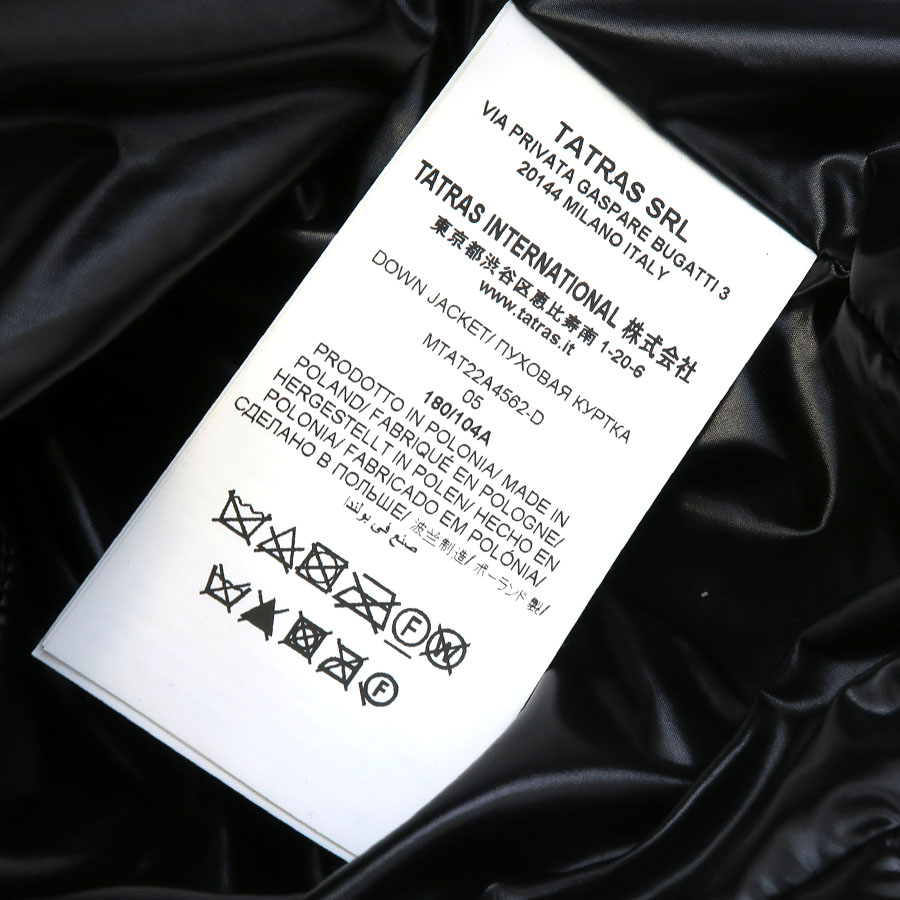 TATRAS SRL
VIA PRIVATA GASPARE BUGATTI 3
20144 MILANO ITALY
TATRAS INTERNATIONAL 株式会社
東京都渋谷区恵比寿南 1-20-6
www.tatras.it
DOWN JACKET/ ПУХОВАЯ КУРТКА
MTAT22A4562-D
05
180/104A
PRODOTTO IN POLONIA/ MADE IN
POLAND/ FABRIQUÉ EN POLOGNE/
HERGESTELLT IN POLEN/ HECHO EN
POLONIA/ FABRICADO EM POLÓNIA/
СДЕЛАНО В ПОЛЬШЕ/ 波兰制造/ ポーランド製/
صنع في بولندا
F W
F